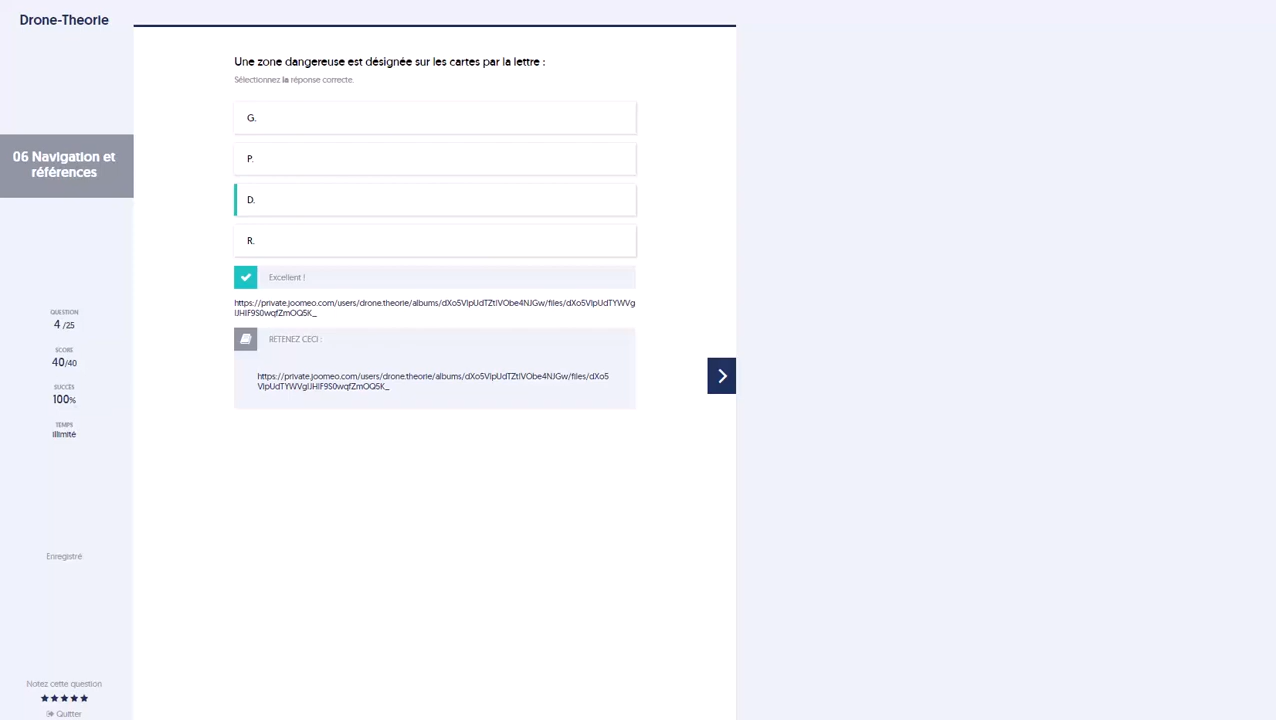 Drone-Theorie
06 Navigation et
références
QUESTION
4 /25
SCORE
40/40
SUCCÈS
100%
TEMPS
illimité
Enregistré
Notez cette question
Quitter
Une zone dangereuse est désignée sur les cartes par la lettre :
Sélectionnez la réponse correcte.
G.
P.
D.
R.
Excellent !
RETENEZ CECI :